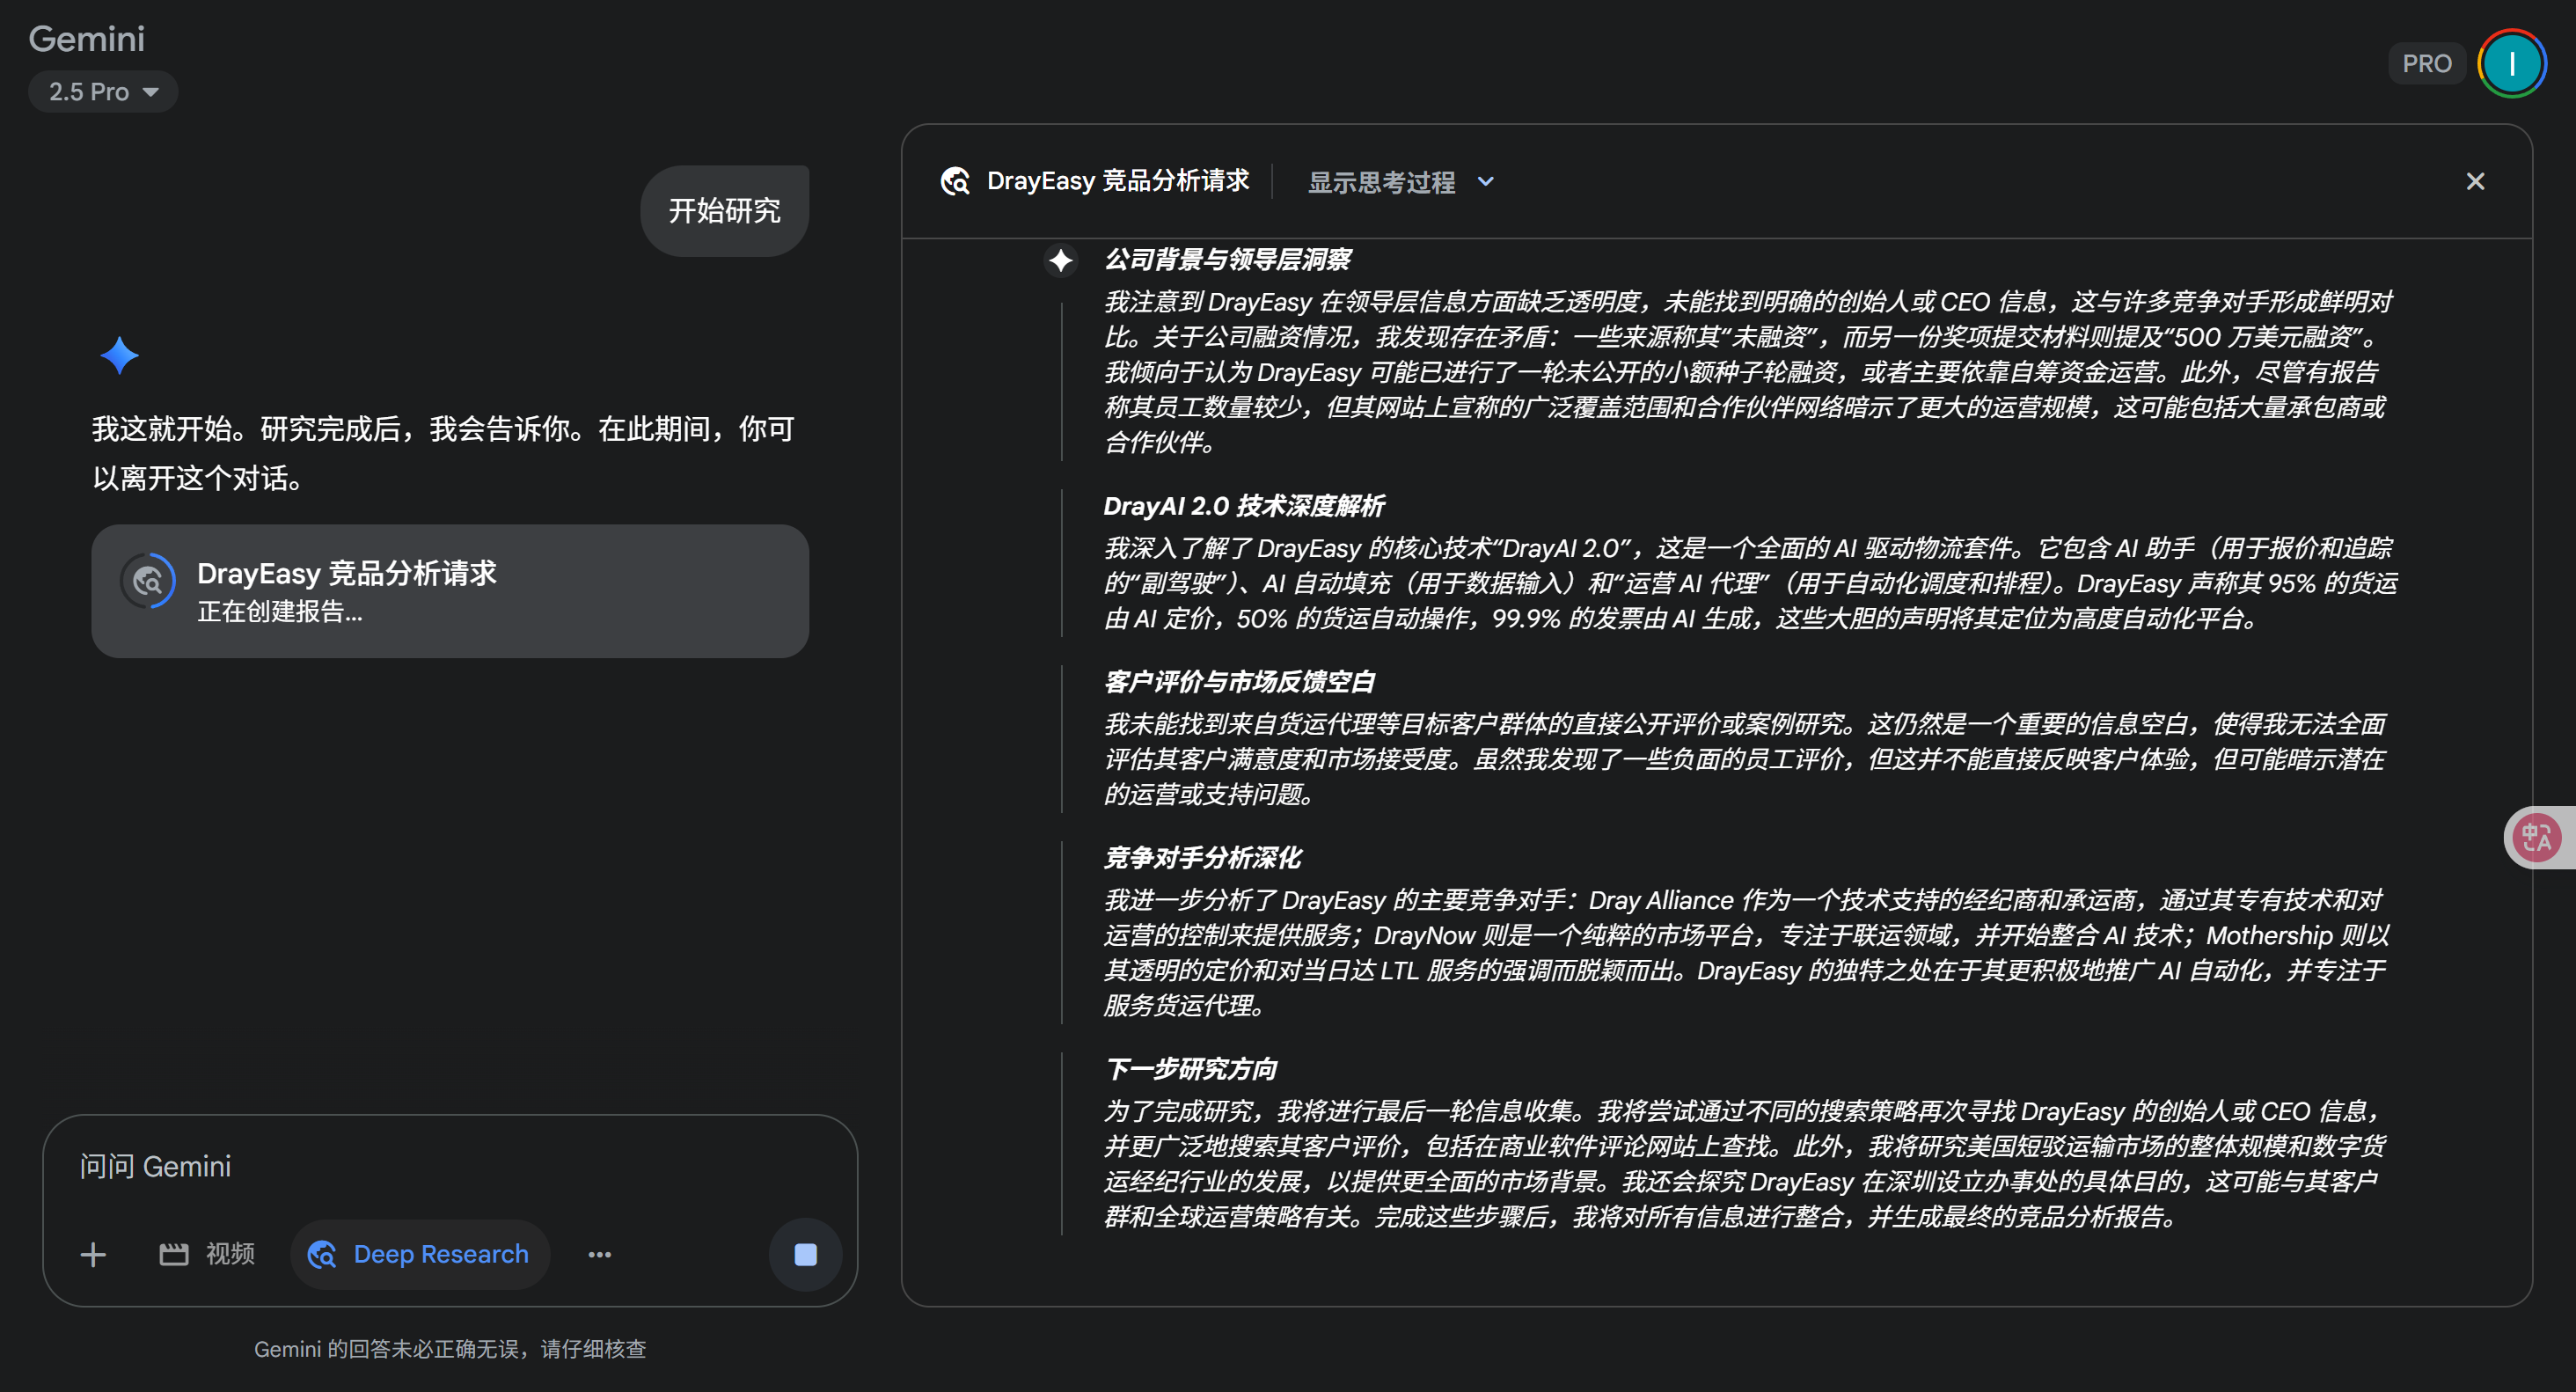 Gemini
2.5 Pro
PRO
I
开始研究
我这就开始。研究完成后，我会告诉你。在此期间，你可
以离开这个对话。
DrayEasy 竞品分析请求
正在创建报告...
问问 Gemini
视频
Deep Research
Gemini 的回答未必正确无误，请仔细核查
DrayEasy 竞品分析请求
显示思考过程
公司背景与领导层洞察
我注意到 DrayEasy 在领导层信息方面缺乏透明度，未能找到明确的创始人或 CEO 信息，这与许多竞争对手形成鲜明对
比。关于公司融资情况，我发现存在矛盾：一些来源称其“未融资”，而另一份奖项提交材料则提及“500 万美元融资”。
我倾向于认为 DrayEasy 可能已进行了一轮未公开的小额种子轮融资，或者主要依靠自筹资金运营。此外，尽管有报告
称其员工数量较少，但其网站上宣称的广泛覆盖范围和合作伙伴网络暗示了更大的运营规模，这可能包括大量承包商或
合作伙伴。
DrayAI 2.0 技术深度解析
我深入了解了 DrayEasy 的核心技术“DrayAI 2.0”，这是一个全面的 AI 驱动物流套件。它包含 AI 助手（用于报价和追踪
的“副驾驶”）、AI 自动填充（用于数据输入）和“运营 AI 代理”（用于自动化调度和排程）。DrayEasy 声称其 95% 的货运
由 AI 定价，50% 的货运自动操作，99.9% 的发票由 AI 生成，这些大胆的声明将其定位为高度自动化平台。
客户评价与市场反馈空白
我未能找到来自货运代理等目标客户群体的直接公开评价或案例研究。这仍然是一个重要的信息空白，使得我无法全面
评估其客户满意度和市场接受度。虽然我发现了一些负面的员工评价，但这并不能直接反映客户体验，但可能暗示潜在
的运营或支持问题。
竞争对手分析深化
我进一步分析了 DrayEasy 的主要竞争对手：Dray Alliance 作为一个技术支持的经纪商和承运商，通过其专有技术和对
运营的控制来提供服务；DrayNow 则是一个纯粹的市场平台，专注于联运领域，并开始整合 AI 技术；Mothership 则以
其透明的定价和对当日达 LTL 服务的强调而脱颖而出。DrayEasy 的独特之处在于其更积极地推广 AI 自动化，并专注于
服务货运代理。
下一步研究方向
为了完成研究，我将进行最后一轮信息收集。我将尝试通过不同的搜索策略再次寻找 DrayEasy 的创始人或 CEO 信息，
并更广泛地搜索其客户评价，包括在商业软件评论网站上查找。此外，我将研究美国短驳运输市场的整体规模和数字货
运经纪行业的发展，以提供更全面的市场背景。我还会探究 DrayEasy 在深圳设立办事处的具体目的，这可能与其客户
群和全球运营策略有关。完成这些步骤后，我将对所有信息进行整合，并生成最终的竞品分析报告。
中A